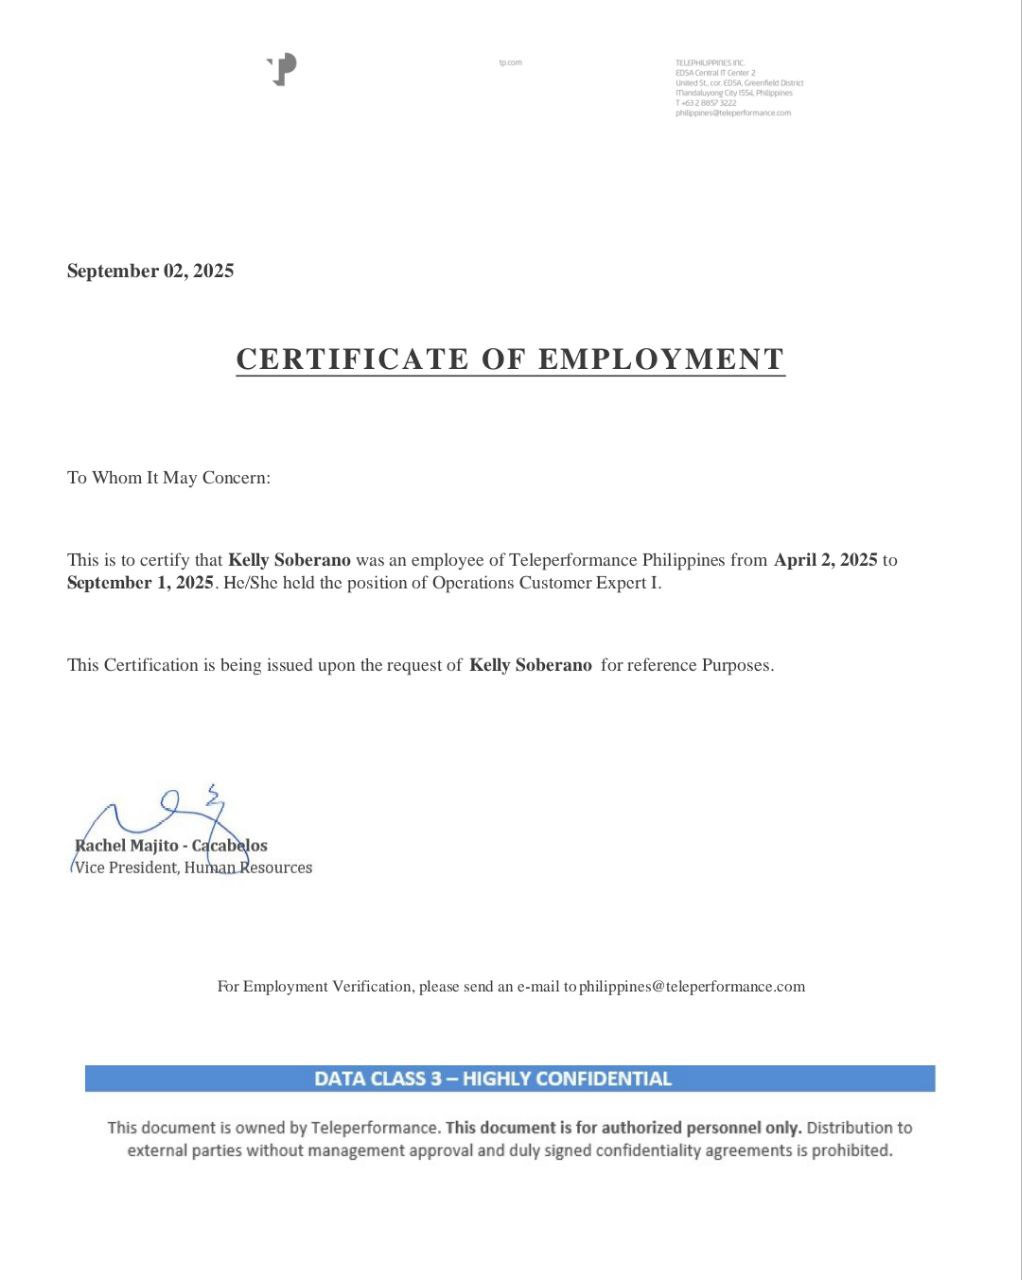 tp
tp.com
TELEPHILIPPINES INC.
EDSA Central IT Center 2
United St., cor. EDSA, Greenfield District
Mandaluyong City 1554, Philippines
T +63 2 8857 3222
philippines@teleperformance.com
September 02, 2025
CERTIFICATE OF EMPLOYMENT
To Whom It May Concern:
This is to certify that Kelly Soberano was an employee of Teleperformance Philippines from April 2, 2025 to
September 1, 2025. He/She held the position of Operations Customer Expert I.
This Certification is being issued upon the request of Kelly Soberano for reference Purposes.
Rachel Majito - Cacabelos
Vice President, Human Resources
For Employment Verification, please send an e-mail to philippines@teleperformance.com
DATA CLASS 3 – HIGHLY CONFIDENTIAL
This document is owned by Teleperformance. This document is for authorized personnel only. Distribution to
external parties without management approval and duly signed confidentiality agreements is prohibited.